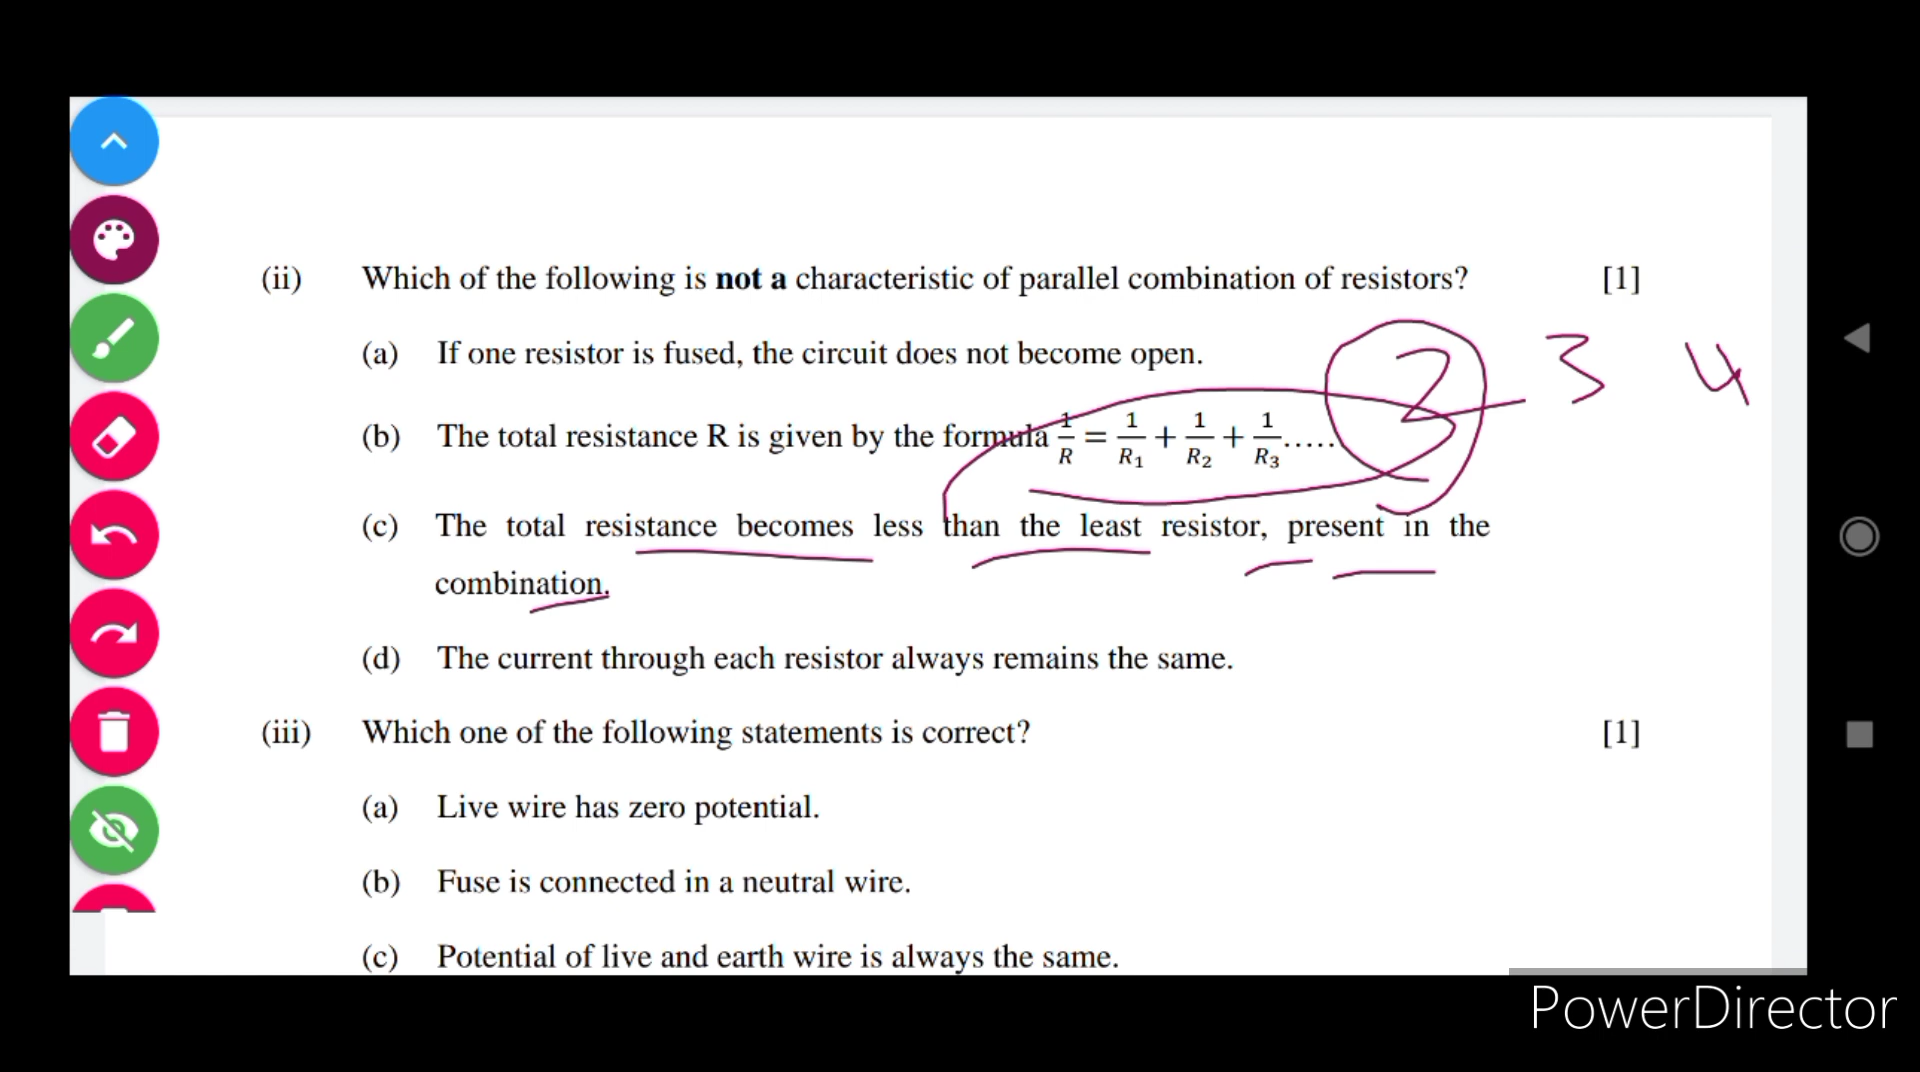 (ii) Which of the following is not a characteristic of parallel combination of resistors? [1]
(a) If one resistor is fused, the circuit does not become open.
2 3 4
(b) The total resistance R is given by the formula 1/R = 1/R₁ + 1/R₂ + 1/R₃.....
(c) The total resistance becomes less than the least resistor, present in the
combination.
(d) The current through each resistor always remains the same.
(iii) Which one of the following statements is correct? [1]
(a) Live wire has zero potential.
(b) Fuse is connected in a neutral wire.
(c) Potential of live and earth wire is always the same.
PowerDirector